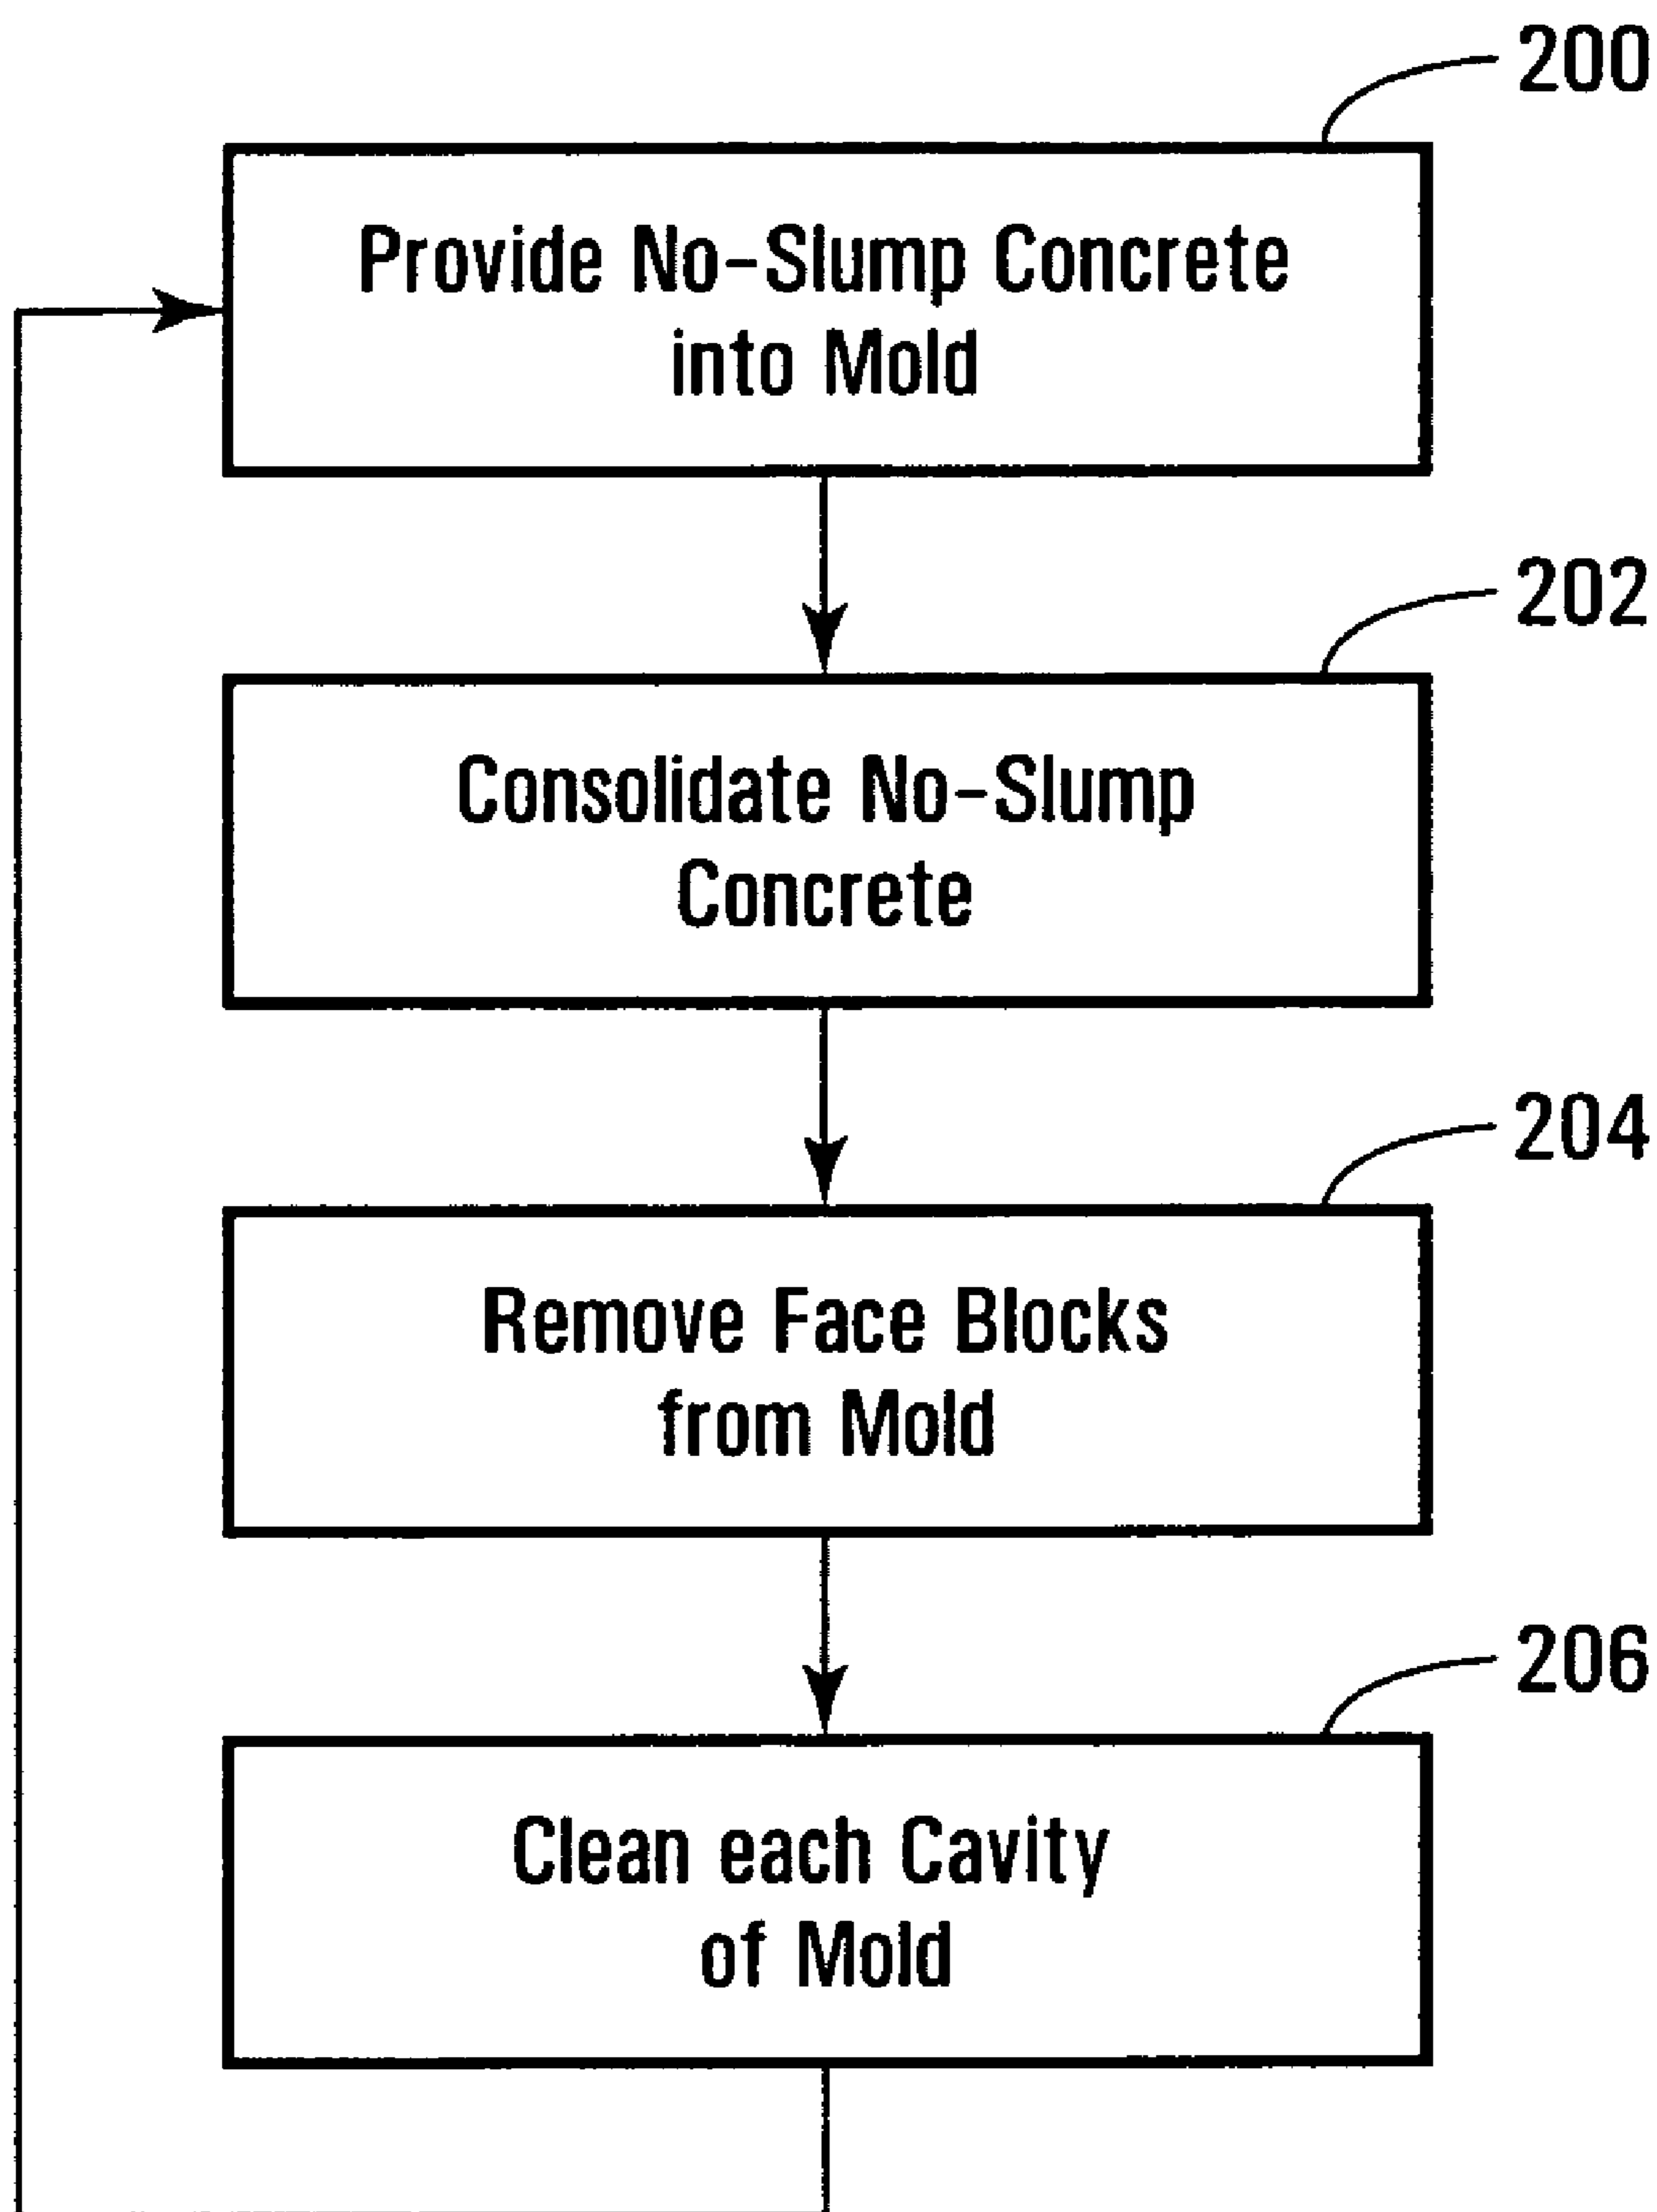 200
Provide No-Slump Concrete
into Mold
202
Consolidate No-Slump
Concrete
204
Remove Face Blocks
from Mold
206
Clean each Cavity
of Mold